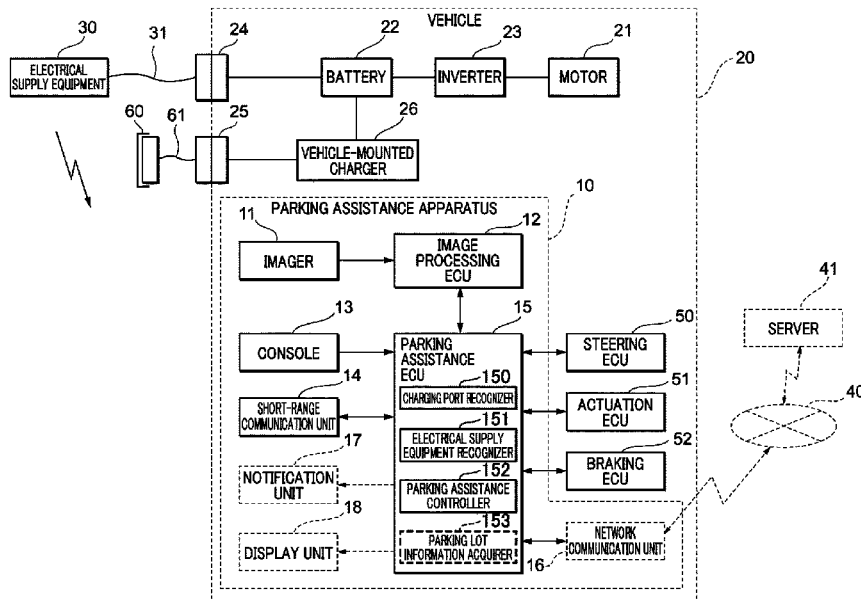 VEHICLE
30
31
24
22
23
21
20
ELECTRICAL
SUPPLY EQUIPMENT
BATTERY
INVERTER
MOTOR
60
61
25
26
VEHICLE-MOUNTED
CHARGER
PARKING ASSISTANCE APPARATUS
10
11
12
IMAGER
IMAGE
PROCESSING
ECU
41
SERVER
13
15
50
CONSOLE
PARKING
ASSISTANCE
ECU
STEERING
ECU
14
150
51
40
SHORT-RANGE
COMMUNICATION UNIT
CHARGING PORT RECOGNIZER
ACTUATION
ECU
17
151
52
NOTIFICATION
UNIT
ELECTRICAL SUPPLY
EQUIPMENT RECOGNIZER
BRAKING
ECU
152
PARKING ASSISTANCE
CONTROLLER
18
153
DISPLAY UNIT
PARKING LOT
INFORMATION ACQUIRER
NETWORK
COMMUNICATION UNIT
16